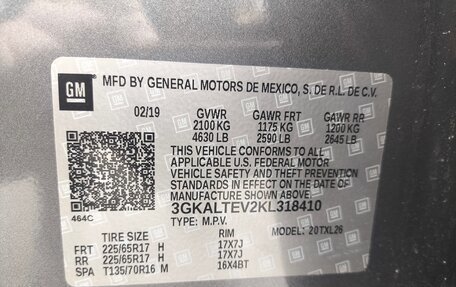 GM MFD BY GENERAL MOTORS DE MEXICO, S. DE R.L. DE C.V.
02/19 GVWR GAWR FRT GAWR RR
2100 KG 1175 KG 1200 KG
4630 LB 2590 LB 2645 LB
THIS VEHICLE CONFORMS TO ALL
APPLICABLE U.S. FEDERAL MOTOR
VEHICLE SAFETY AND THEFT PREVENTION
STANDARDS IN EFFECT ON THE DATE OF
MANUFACTURE SHOWN ABOVE.
3GKALTEV2KL318410
464C TYPE: M.P.V. MODEL: 20TXL26
TIRE SIZE RIM
FRT 225/65R17 H 17X7J
RR 225/65R17 H 17X7J
SPA T135/70R16 M 16X4BT